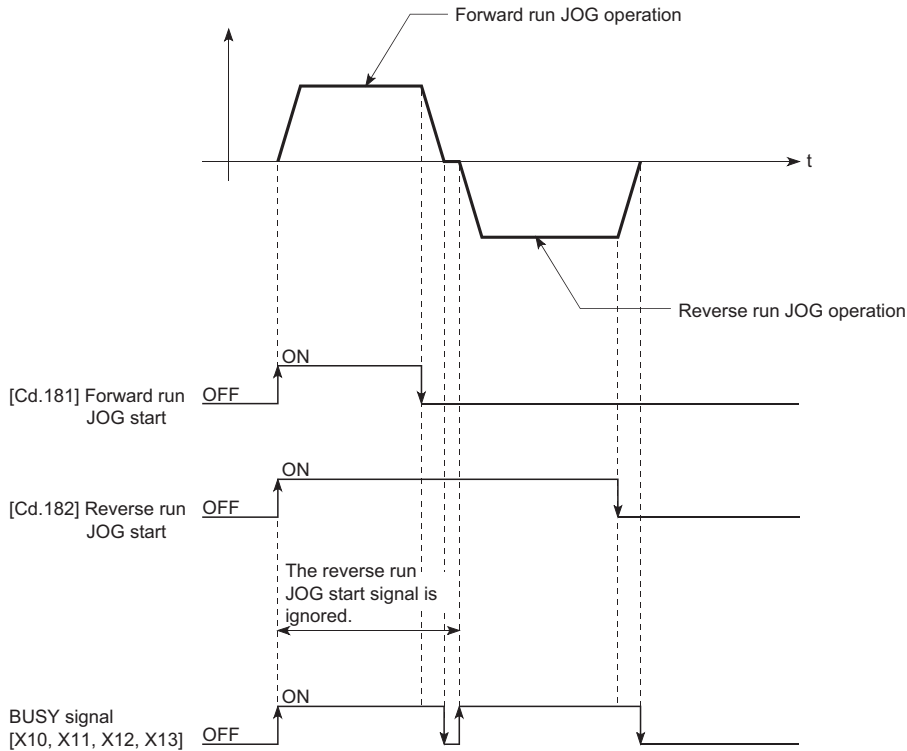 Forward run JOG operation
t
Reverse run JOG operation
ON
[Cd.181] Forward run OFF
JOG start
ON
[Cd.182] Reverse run OFF
JOG start
The reverse run
JOG start signal is
ignored.
ON
BUSY signal
[X10, X11, X12, X13] OFF